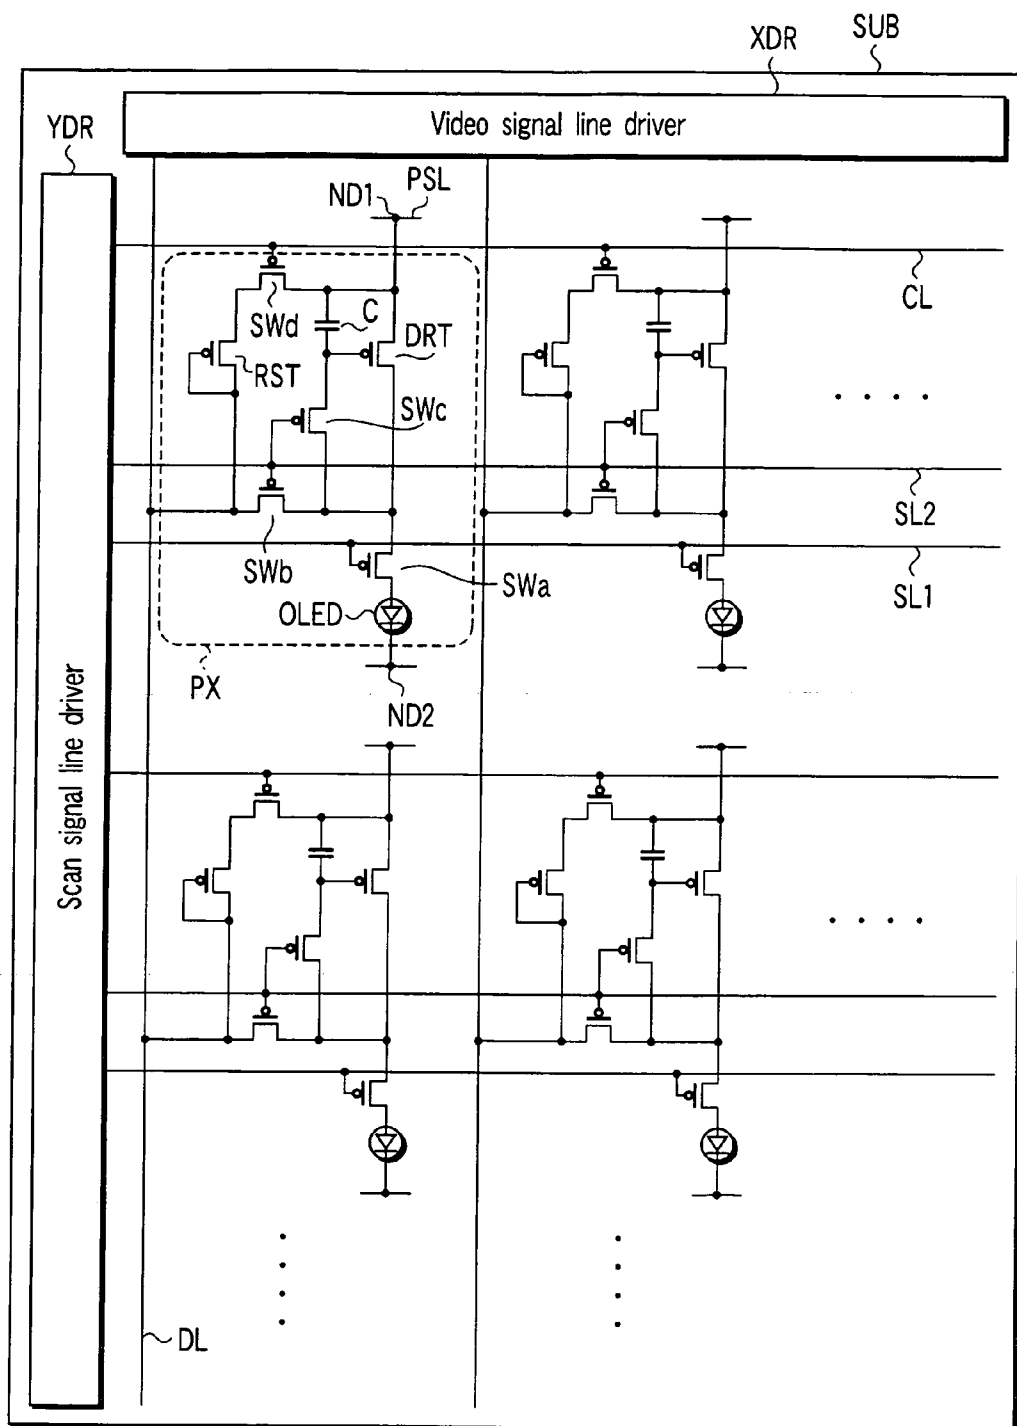 SUB
XDR
Video signal line driver
YDR
ND1
PSL
CL
SWd
C
DRT
RST
SWc
SL2
SWb
SWa
SL1
OLED
PX
ND2
Scan signal line driver
DL